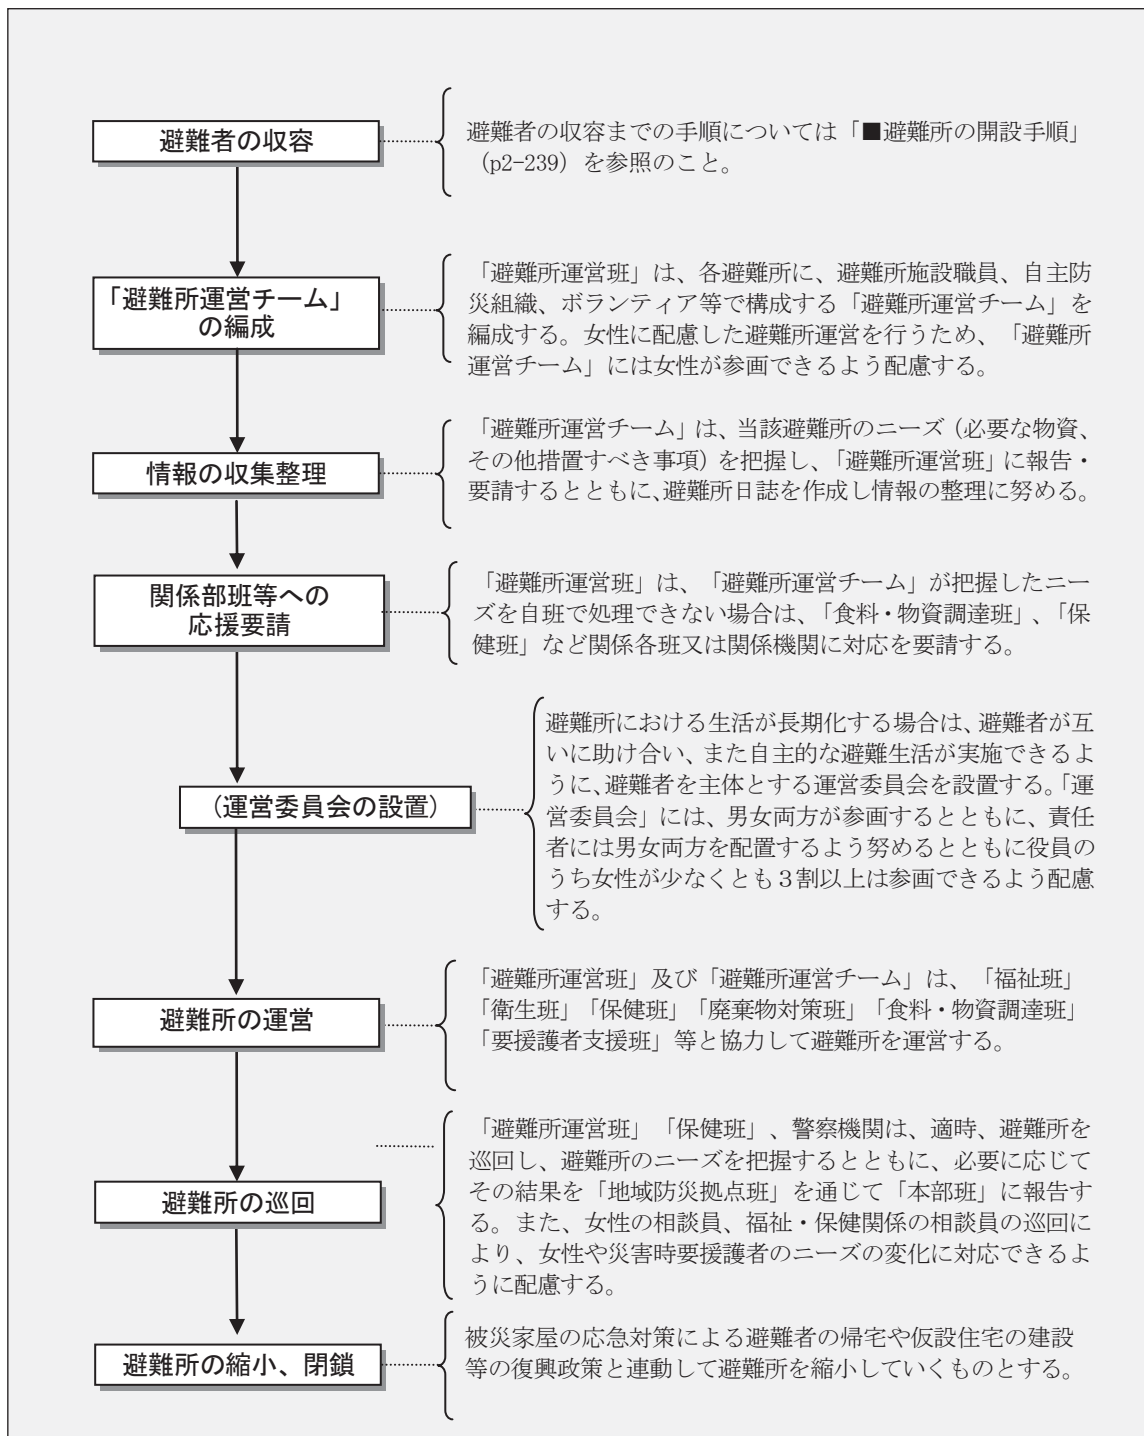 避難者の収容
避難者の収容までの手順については「■避難所の開設手順」
（p2-239）を参照のこと。
「避難所運営チーム」
の編成
「避難所運営班」は、各避難所に、避難所施設職員、自主防
災組織、ボランティア等で構成する「避難所運営チーム」を
編成する。女性に配慮した避難所運営を行うため、「避難所
運営チーム」には女性が参画できるよう配慮する。
情報の収集整理
「避難所運営チーム」は、当該避難所のニーズ（必要な物資、
その他措置すべき事項）を把握し、「避難所運営班」に報告・
要請するとともに、避難所日誌を作成し情報の整理に努める。
関係部班等への
応援要請
「避難所運営班」は、「避難所運営チーム」が把握したニー
ズを自班で処理できない場合は、「食料・物資調達班」、「保
健班」など関係各班又は関係機関に対応を要請する。
（運営委員会の設置）
避難所における生活が長期化する場合は、避難者が互
いに助け合い、また自主的な避難生活が実施できるよ
うに、避難者を主体とする運営委員会を設置する。「運
営委員会」には、男女両方が参画するとともに、責任
者には男女両方を配置するよう努めるとともに役員の
うち女性が少なくとも３割以上は参画できるよう配慮
する。
避難所の運営
「避難所運営班」及び「避難所運営チーム」は、「福祉班」
「衛生班」「保健班」「廃棄物対策班」「食料・物資調達班」
「要援護者支援班」等と協力して避難所を運営する。
避難所の巡回
「避難所運営班」「保健班」、警察機関は、適時、避難所を
巡回し、避難所のニーズを把握するとともに、必要に応じて
その結果を「地域防災拠点班」を通じて「本部班」に報告す
る。また、女性の相談員、福祉・保健関係の相談員の巡回に
より、女性や災害時要援護者のニーズの変化に対応できるよ
うに配慮する。
避難所の縮小、閉鎖
被災家屋の応急対策による避難者の帰宅や仮設住宅の建設
等の復興政策と連動して避難所を縮小していくものとする。